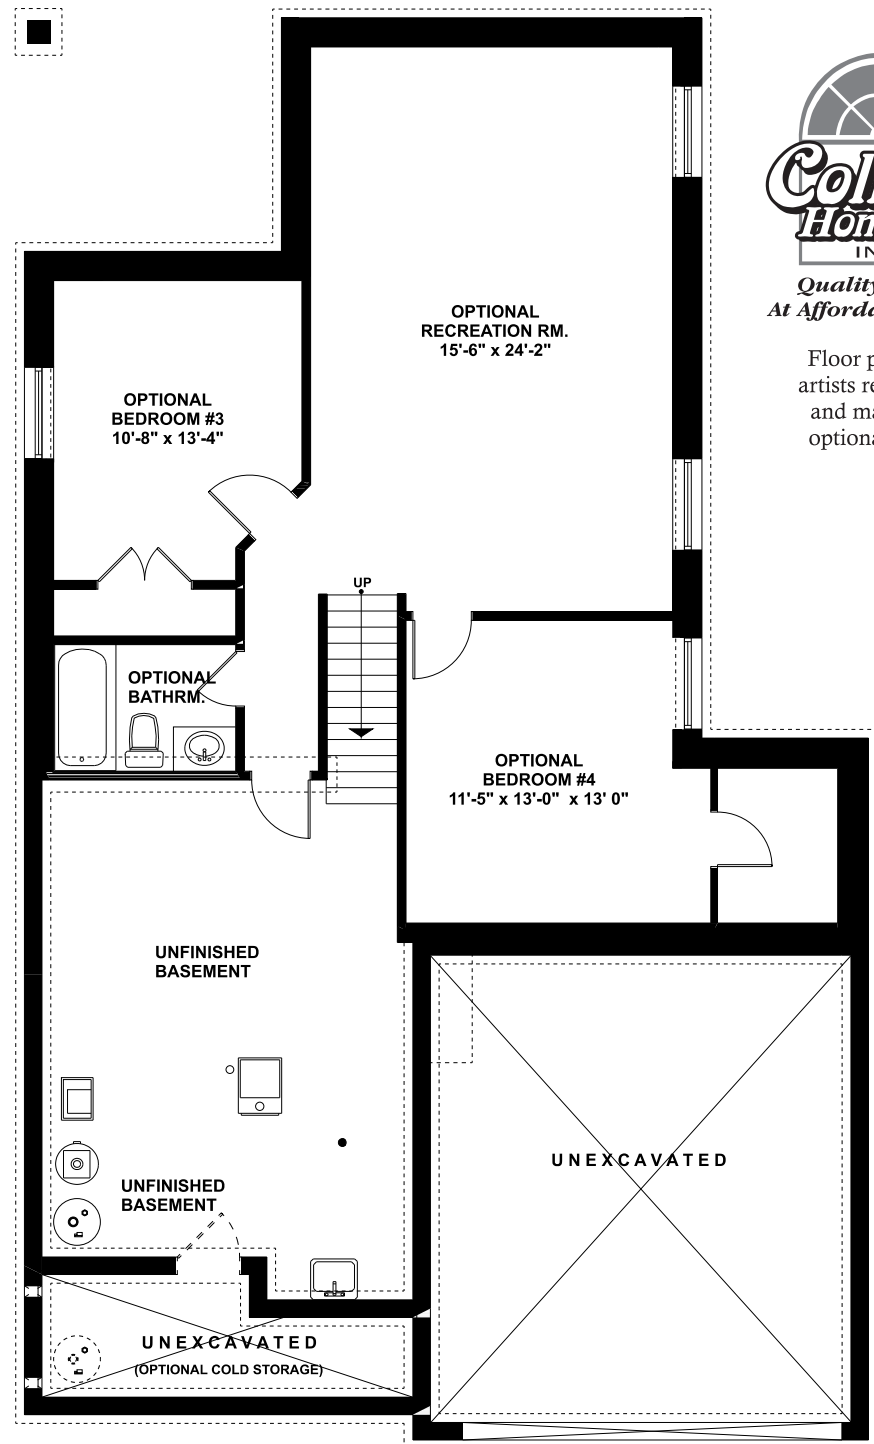 Quality
At Afforda
Floor p
artists re
and ma
optiona
OPTIONAL
RECREATION RM.
15'-6" x 24'-2"
OPTIONAL
BEDROOM #3
10'-8" x 13'-4"
UP
OPTIONAL
BATHRM.
OPTIONAL
BEDROOM #4
11'-5" x 13'-0" x 13' 0"
UNFINISHED
BASEMENT
UNEXCAVATED
UNFINISHED
BASEMENT
UNEXCAVATED
(OPTIONAL COLD STORAGE)